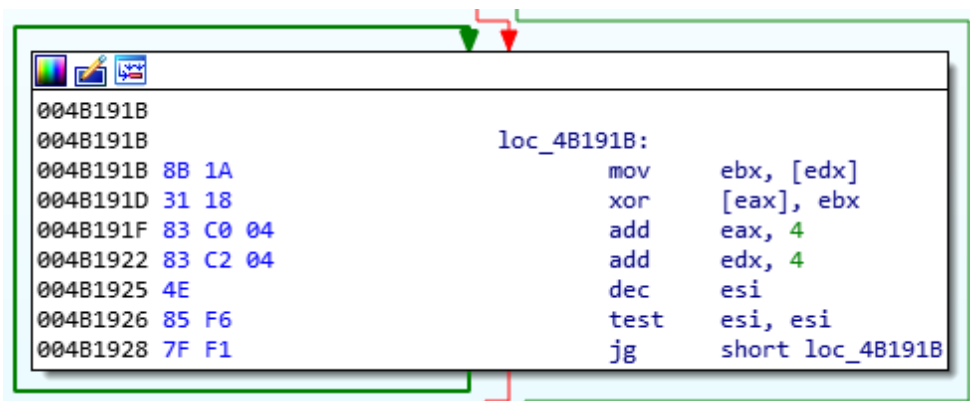 004B191B
004B191B loc_4B191B:
004B191B 8B 1A mov ebx, [edx]
004B191D 31 18 xor [eax], ebx
004B191F 83 C0 04 add eax, 4
004B1922 83 C2 04 add edx, 4
004B1925 4E dec esi
004B1926 85 F6 test esi, esi
004B1928 7F F1 jg short loc_4B191B